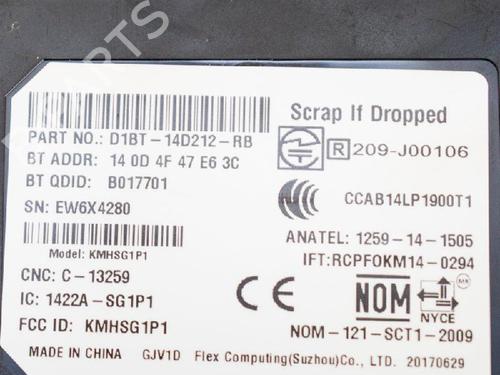 PARTS
Scrap If Dropped
PART NO.: D1BT-14D212-RB
R 209-J00106
BT ADDR: 14 0D 4F 47 E6 3C
BT QDID: B017701
CCAB14LP1900T1
SN: EW6X4280
ANATEL: 1259-14-1505
Model: KMHSG1P1
IFT:RCPFOKM14-0294
CNC: C-13259
CE
NOM
MX
NYCE
IC: 1422A-SG1P1
FCC ID: KMHSG1P1
NOM-121-SCT1-2009
MADE IN CHINA GJV1D Flex Computing(Suzhou)Co., LTD. 20170629